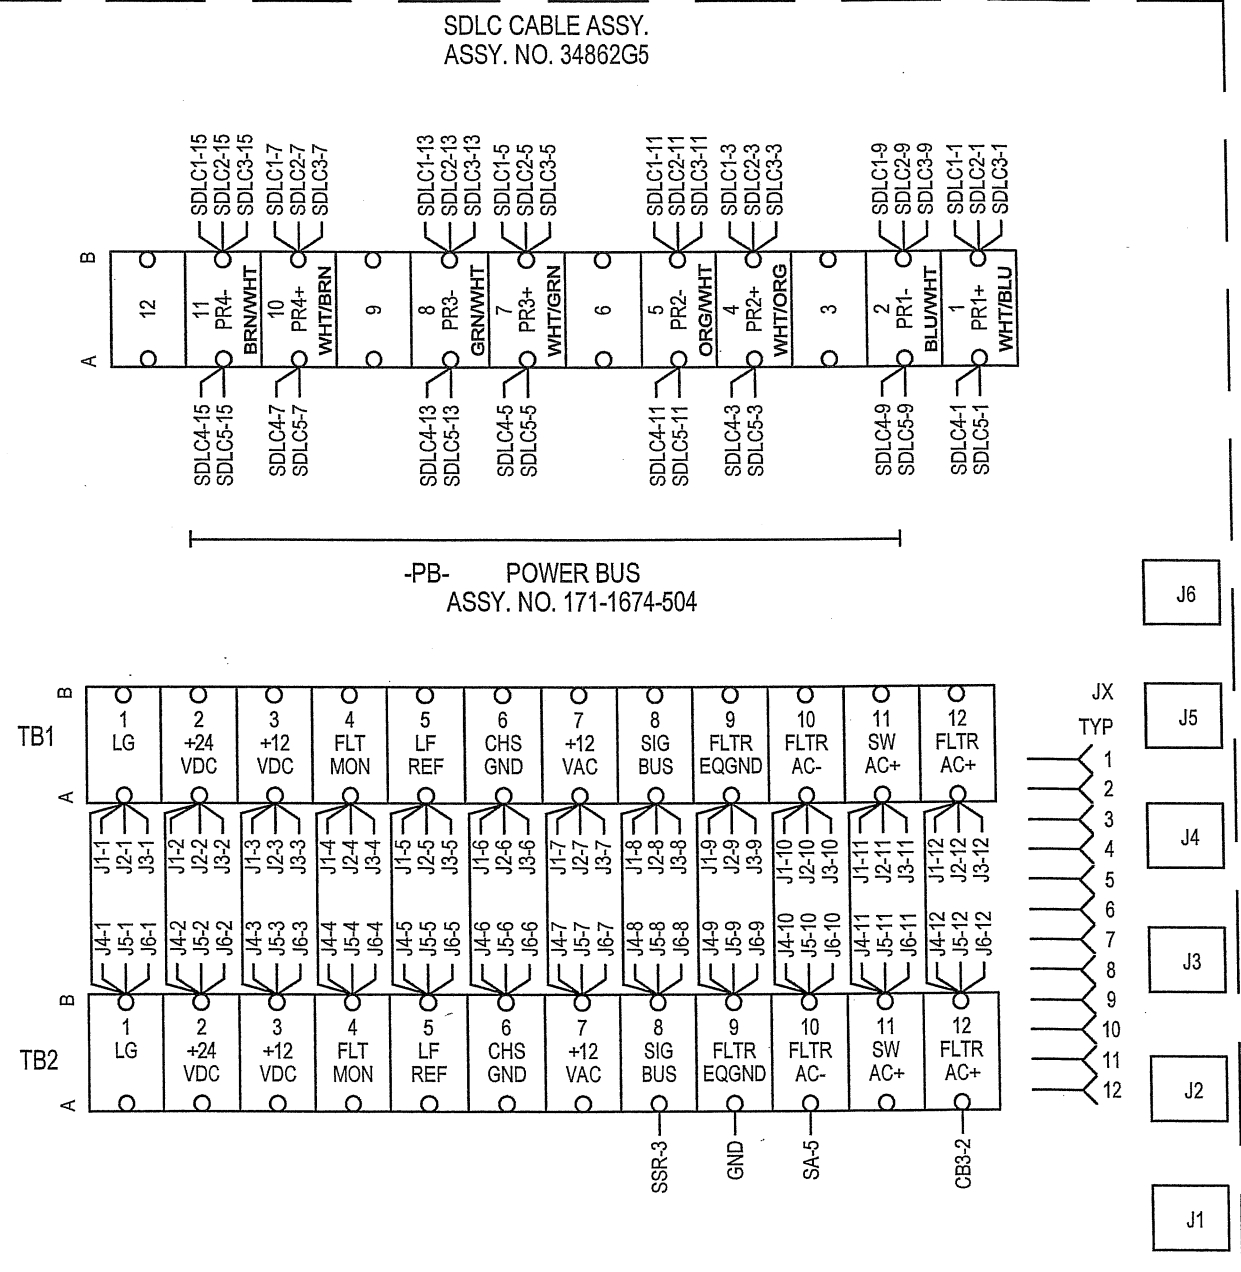 SDLC CABLE ASSY.
ASSY. NO. 34862G5
SDLC1-15
SDLC2-15
SDLC3-15
SDLC1-7
SDLC2-7
SDLC3-7
SDLC1-13
SDLC2-13
SDLC3-13
SDLC1-5
SDLC2-5
SDLC3-5
SDLC1-11
SDLC2-11
SDLC3-11
SDLC1-3
SDLC2-3
SDLC3-3
SDLC1-9
SDLC2-9
SDLC3-9
SDLC1-1
SDLC2-1
SDLC3-1
B
A
12
11
PR4-
BRN/WHT
10
PR4+
WHT/BRN
9
8
PR3-
GRN/WHT
7
PR3+
WHT/GRN
6
5
PR2-
ORG/WHT
4
PR2+
WHT/ORG
3
2
PR1-
BLU/WHT
1
PR1+
WHT/BLU
SDLC4-15
SDLC5-15
SDLC4-7
SDLC5-7
SDLC4-13
SDLC5-13
SDLC4-5
SDLC5-5
SDLC4-11
SDLC5-11
SDLC4-3
SDLC5-3
SDLC4-9
SDLC5-9
SDLC4-1
SDLC5-1
-PB- POWER BUS
ASSY. NO. 171-1674-504
TB1
B
A
1
LG
2
+24
VDC
3
+12
VDC
4
FLT
MON
5
LF
REF
6
CHS
GND
7
+12
VAC
8
SIG
BUS
9
FLTR
EQGND
10
FLTR
AC-
11
SW
AC+
12
FLTR
AC+
J1-1
J2-1
J3-1
J1-2
J2-2
J3-2
J1-3
J2-3
J3-3
J1-4
J2-4
J3-4
J1-5
J2-5
J3-5
J1-6
J2-6
J3-6
J1-7
J2-7
J3-7
J1-8
J2-8
J3-8
J1-9
J2-9
J3-9
J1-10
J2-10
J3-10
J1-11
J2-11
J3-11
J1-12
J2-12
J3-12
J4-1
J5-1
J6-1
J4-2
J5-2
J6-2
J4-3
J5-3
J6-3
J4-4
J5-4
J6-4
J4-5
J5-5
J6-5
J4-6
J5-6
J6-6
J4-7
J5-7
J6-7
J4-8
J5-8
J6-8
J4-9
J5-9
J6-9
J4-10
J5-10
J6-10
J4-11
J5-11
J6-11
J4-12
J5-12
J6-12
TB2
B
A
1
LG
2
+24
VDC
3
+12
VDC
4
FLT
MON
5
LF
REF
6
CHS
GND
7
+12
VAC
8
SIG
BUS
9
FLTR
EQGND
10
FLTR
AC-
11
SW
AC+
12
FLTR
AC+
SSR-3
GND
SA-5
CB3-2
JX
TYP
1
2
3
4
5
6
7
8
9
10
11
12
J6
J5
J4
J3
J2
J1